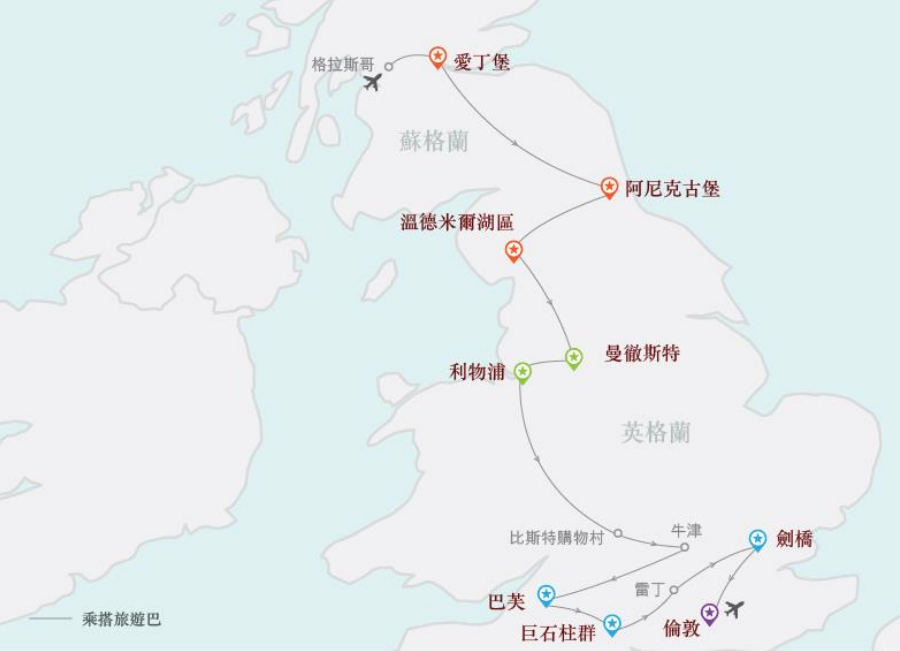 格拉斯哥
愛丁堡
蘇格蘭
阿尼克古堡
溫德米爾湖區
曼徹斯特
利物浦
英格蘭
比斯特購物村
牛津
劍橋
雷丁
巴芙
巨石柱群
倫敦
乘搭旅遊巴